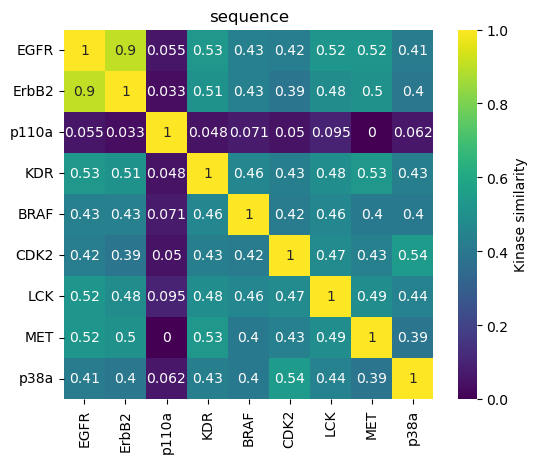 sequence
EGFR 1 0.9 0.055 0.53 0.43 0.42 0.52 0.52 0.41
ErbB2 0.9 1 0.033 0.51 0.43 0.39 0.48 0.5 0.4
p110a 0.055 0.033 1 0.048 0.071 0.05 0.095 0 0.062
KDR 0.53 0.51 0.048 1 0.46 0.43 0.48 0.53 0.43
BRAF 0.43 0.43 0.071 0.46 1 0.42 0.46 0.4 0.4
CDK2 0.42 0.39 0.05 0.43 0.42 1 0.47 0.43 0.54
LCK 0.52 0.48 0.095 0.48 0.46 0.47 1 0.49 0.44
MET 0.52 0.5 0 0.53 0.4 0.43 0.49 1 0.39
p38a 0.41 0.4 0.062 0.43 0.4 0.54 0.44 0.39 1
EGFR ErbB2 p110a KDR BRAF CDK2 LCK MET p38a
1.0
0.8
0.6
0.4
0.2
0.0
Kinase similarity